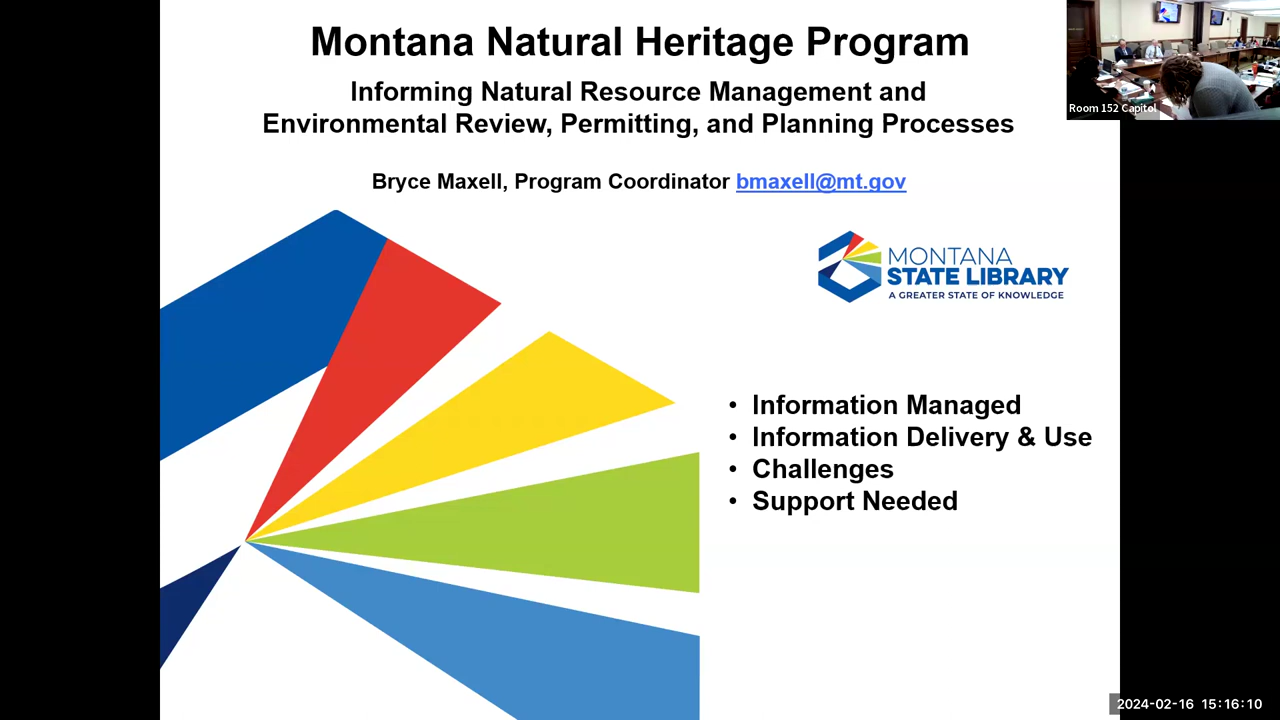 Montana Natural Heritage Program
Informing Natural Resource Management and
Environmental Review, Permitting, and Planning Processes
Bryce Maxell, Program Coordinator bmaxell@mt.gov
Room 152 Capitol
MONTANA
STATE LIBRARY
A GREATER STATE OF KNOWLEDGE
• Information Managed
• Information Delivery & Use
• Challenges
• Support Needed
2024-02-16 15:16:10